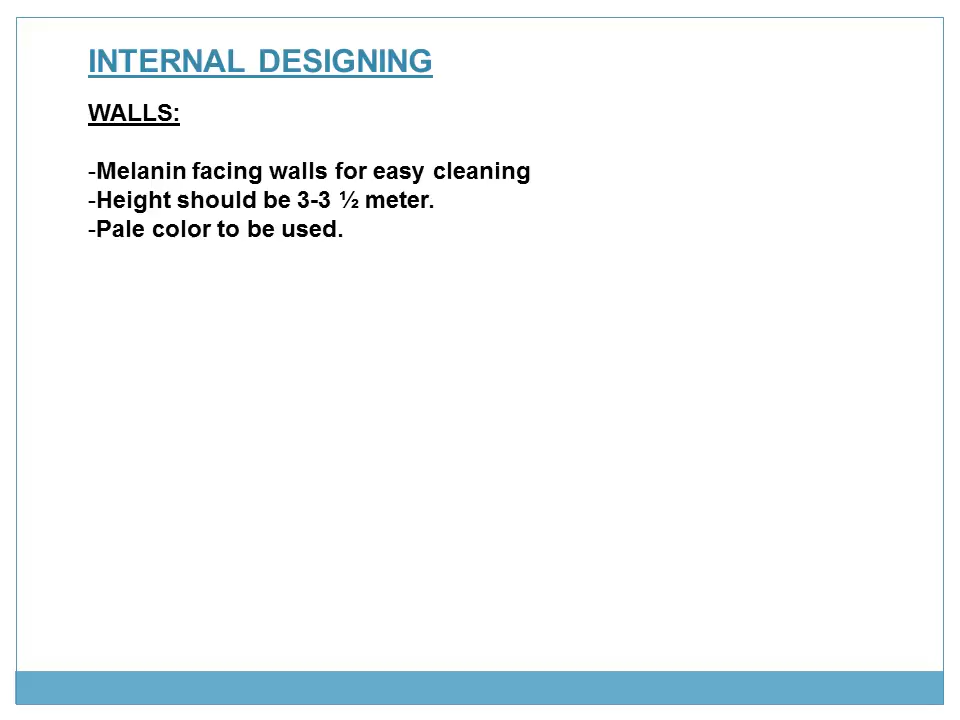 INTERNAL DESIGNING
WALLS:
-Melanin facing walls for easy cleaning
-Height should be 3-3 ½ meter.
-Pale color to be used.